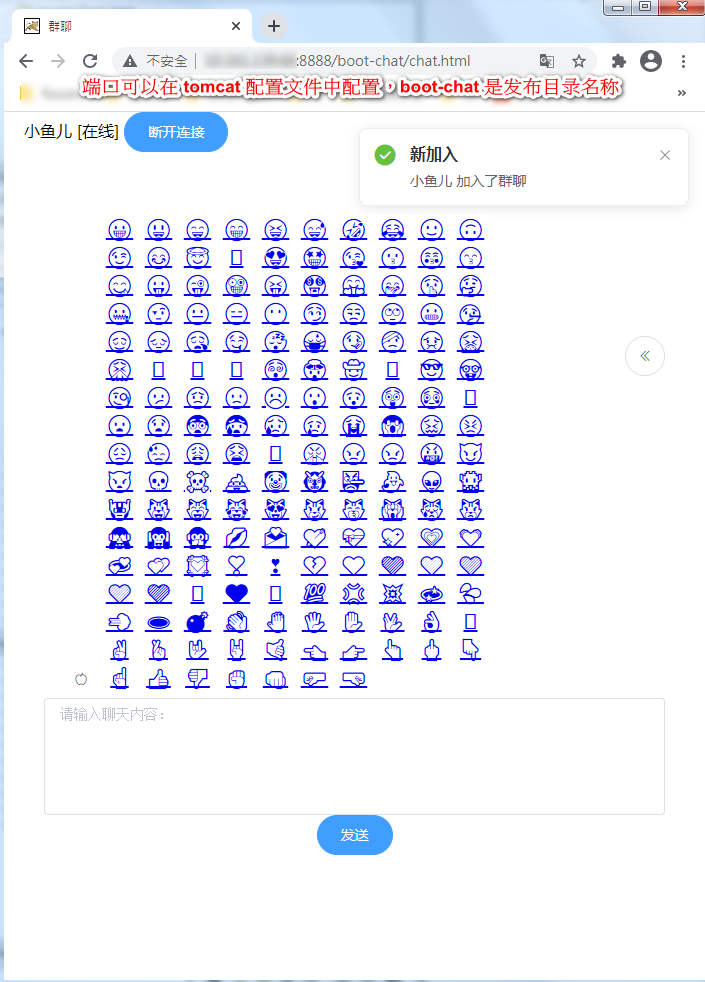 群聊
不安全 | :8888/boot-chat/chat.html
端口可以在 tomcat 配置文件中配置，boot-chat 是发布目录名称
小鱼儿 [在线] 断开连接
新加入
小鱼儿 加入了群聊
请输入聊天内容：
发送